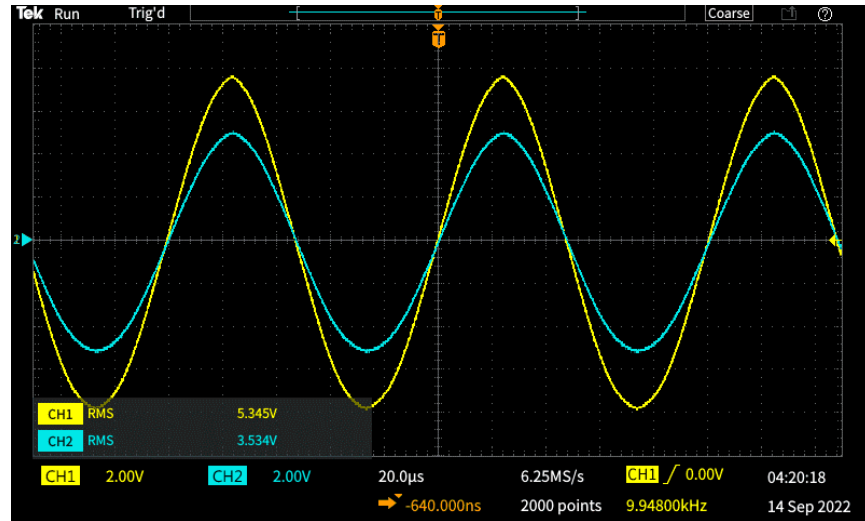 Tek Run Trig'd [ T ] Coarse ?
T
2
CH1 RMS 5.345V
CH2 RMS 3.534V
CH1 2.00V CH2 2.00V 20.0µs 6.25MS/s CH1 / 0.00V 04:20:18
-640.000ns 2000 points 9.94800kHz 14 Sep 2022